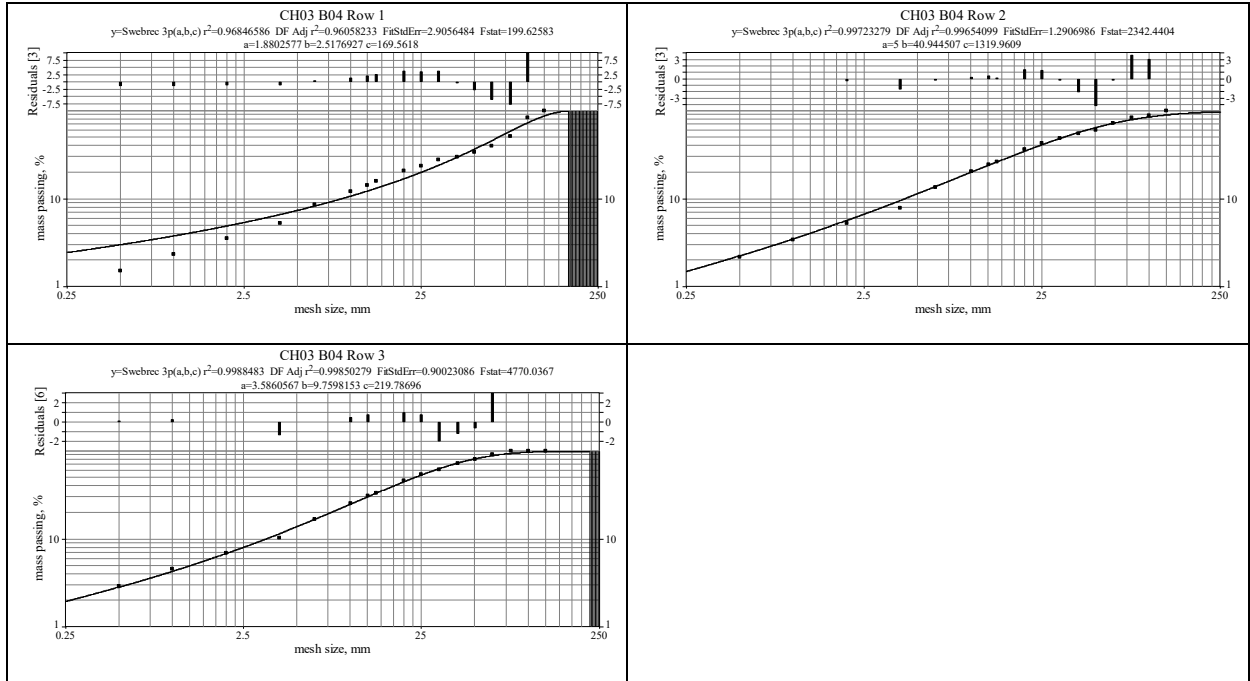 CH03 B04 Row 1
y=Swebrec 3p(a,b,c) r²=0.96846586 DF Adj r²=0.96058233 FitStdErr=2.9056484 Fstat=199.62583
a=1.8802577 b=2.5176927 c=169.5618
Residuals [3]
7.5
2.5
-2.5
-7.5
7.5
2.5
-2.5
-7.5
mass passing, %
10
1
10
1
0.25
2.5
25
250
mesh size, mm
CH03 B04 Row 2
y=Swebrec 3p(a,b,c) r²=0.99723279 DF Adj r²=0.99654099 FitStdErr=1.2906986 Fstat=2342.4404
a=5 b=40.944507 c=1319.9609
Residuals [3]
3
0
-3
3
0
-3
mass passing, %
10
1
10
1
0.25
2.5
25
250
mesh size, mm
CH03 B04 Row 3
y=Swebrec 3p(a,b,c) r²=0.9988483 DF Adj r²=0.99850279 FitStdErr=0.90023086 Fstat=4770.0367
a=3.5860567 b=9.7598153 c=219.78696
Residuals [6]
2
0
-2
2
0
-2
mass passing, %
10
1
10
1
0.25
2.5
25
250
mesh size, mm